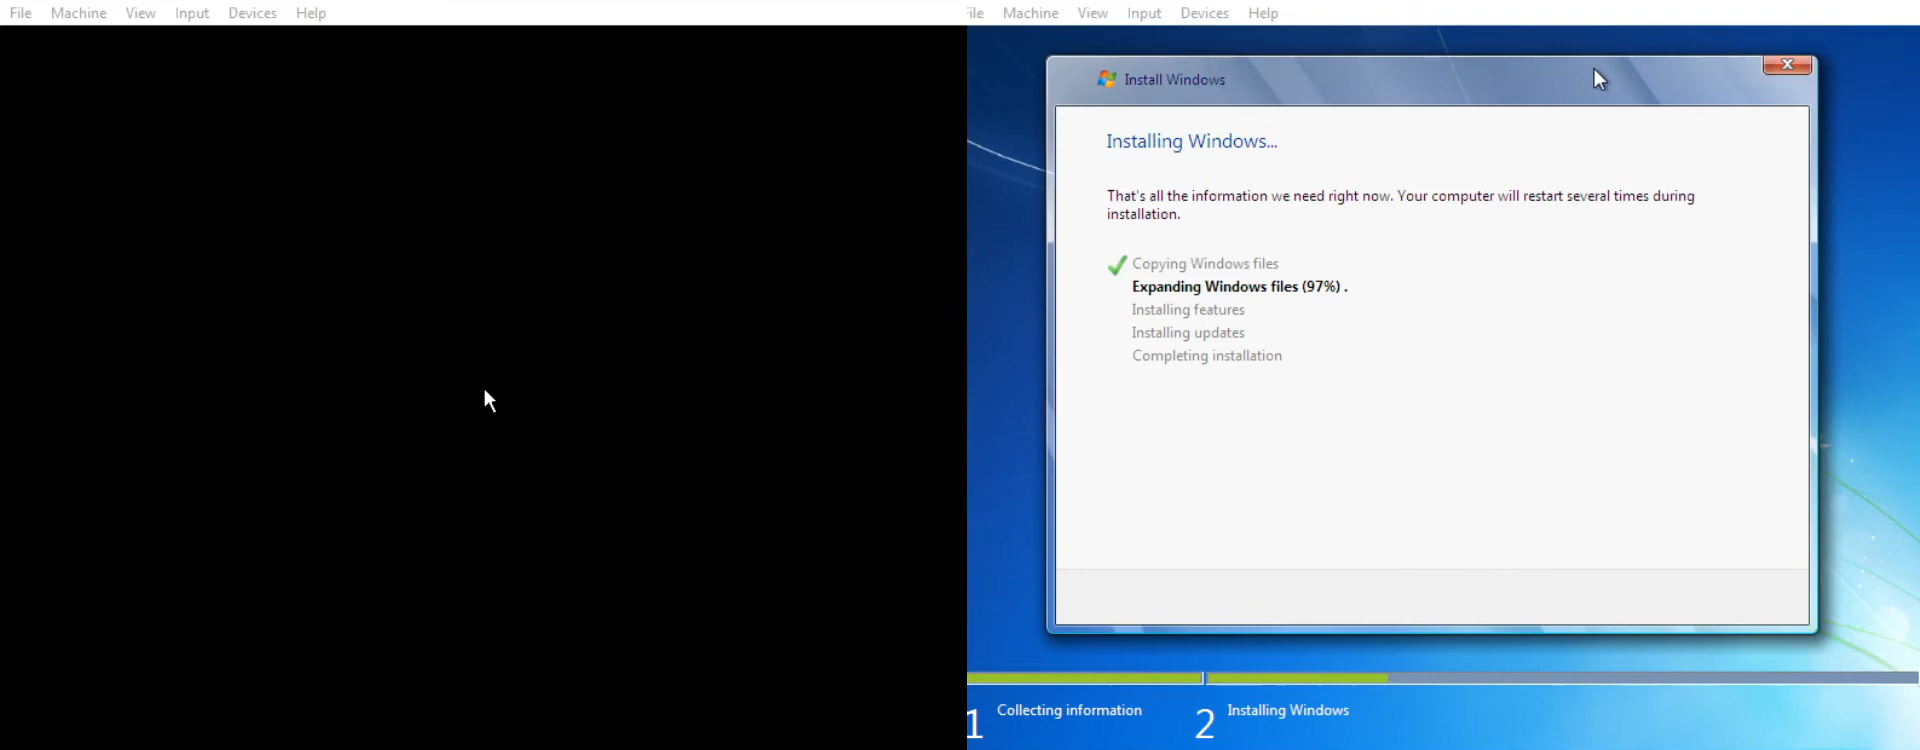 File Machine View Input Devices Help
ile Machine View Input Devices Help
Install Windows
Installing Windows...
That's all the information we need right now. Your computer will restart several times during
installation.
Copying Windows files
Expanding Windows files (97%) .
Installing features
Installing updates
Completing installation
1 Collecting information
2 Installing Windows